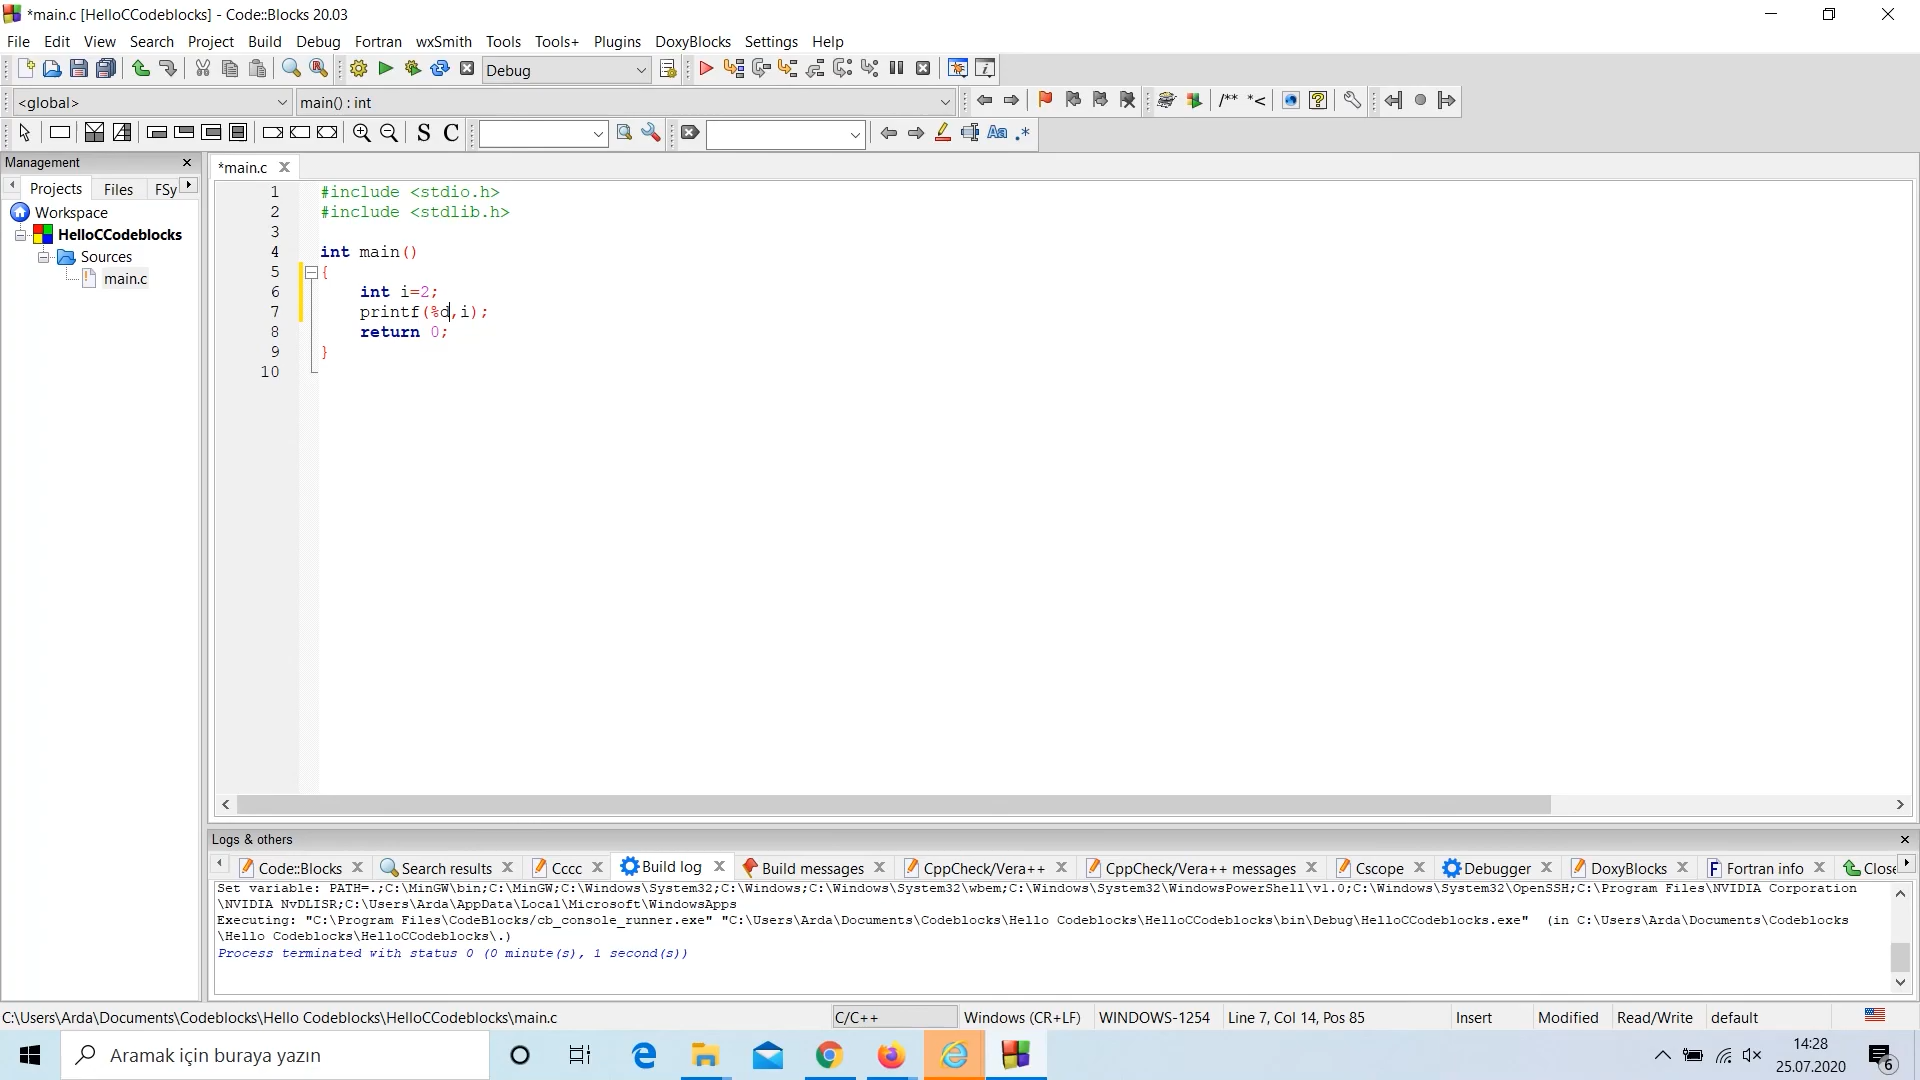 *main.c [HelloCCodeblocks] - Code::Blocks 20.03
File Edit View Search Project Build Debug Fortran wxSmith Tools Tools+ Plugins DoxyBlocks Settings Help
Debug
<global> main() : int /** *<
S C Aa .*
Management
Projects Files FSy
Workspace
HelloCCodeblocks
Sources
main.c
*main.c
1 #include <stdio.h>
2 #include <stdlib.h>
3
4 int main()
5 {
6 int i=2;
7 printf(%d,i);
8 return 0;
9 }
10
Logs & others
Code::Blocks Search results Cccc Build log Build messages CppCheck/Vera++ CppCheck/Vera++ messages Cscope Debugger DoxyBlocks Fortran info Close
Set variable: PATH=.;C:\MinGW\bin;C:\MinGW;C:\Windows\System32;C:\Windows;C:\Windows\System32\wbem;C:\Windows\System32\WindowsPowerShell\v1.0;C:\Windows\System32\OpenSSH;C:\Program Files\NVIDIA Corporation
\NVIDIA NvDLISR;C:\Users\Arda\AppData\Local\Microsoft\WindowsApps
Executing: "C:\Program Files\CodeBlocks/cb_console_runner.exe" "C:\Users\Arda\Documents\Codeblocks\Hello Codeblocks\HelloCCodeblocks\bin\Debug\HelloCCodeblocks.exe" (in C:\Users\Arda\Documents\Codeblocks
\Hello Codeblocks\HelloCCodeblocks\.)
Process terminated with status 0 (0 minute(s), 1 second(s))
C:\Users\Arda\Documents\Codeblocks\Hello Codeblocks\HelloCCodeblocks\main.c C/C++ Windows (CR+LF) WINDOWS-1254 Line 7, Col 14, Pos 85 Insert Modified Read/Write default
Aramak için buraya yazın
14:28
25.07.2020
6